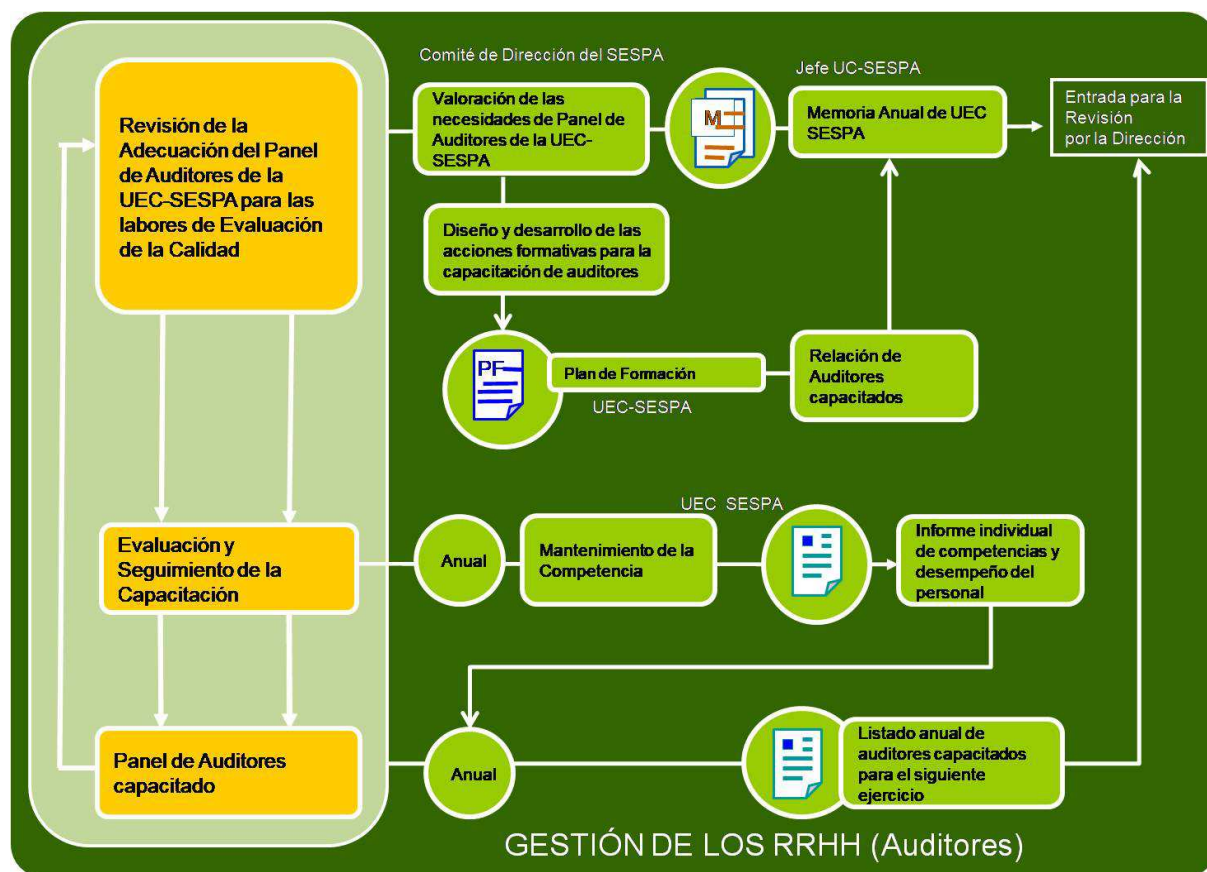 Comité de Dirección del SESPA
Jefe UC-SESPA
Revisión de la
Adecuación del Panel
de Auditores de la
UEC-SESPA para las
labores de Evaluación
de la Calidad
Valoración de las
necesidades de Panel de
Auditores de la UEC-
SESPA
M
Memoria Anual de UEC
SESPA
Entrada para la
Revisión
por la Dirección
Diseño y desarrollo de las
acciones formativas para la
capacitación de auditores
PF
Plan de Formación
UEC-SESPA
Relación de
Auditores
capacitados
UEC SESPA
Evaluación y
Seguimiento de la
Capacitación
Anual
Mantenimiento de la
Competencia
Informe individual
de competencias y
desempeño del
personal
Panel de Auditores
capacitado
Anual
Listado anual de
auditores capacitados
para el siguiente
ejercicio
GESTIÓN DE LOS RRHH (Auditores)